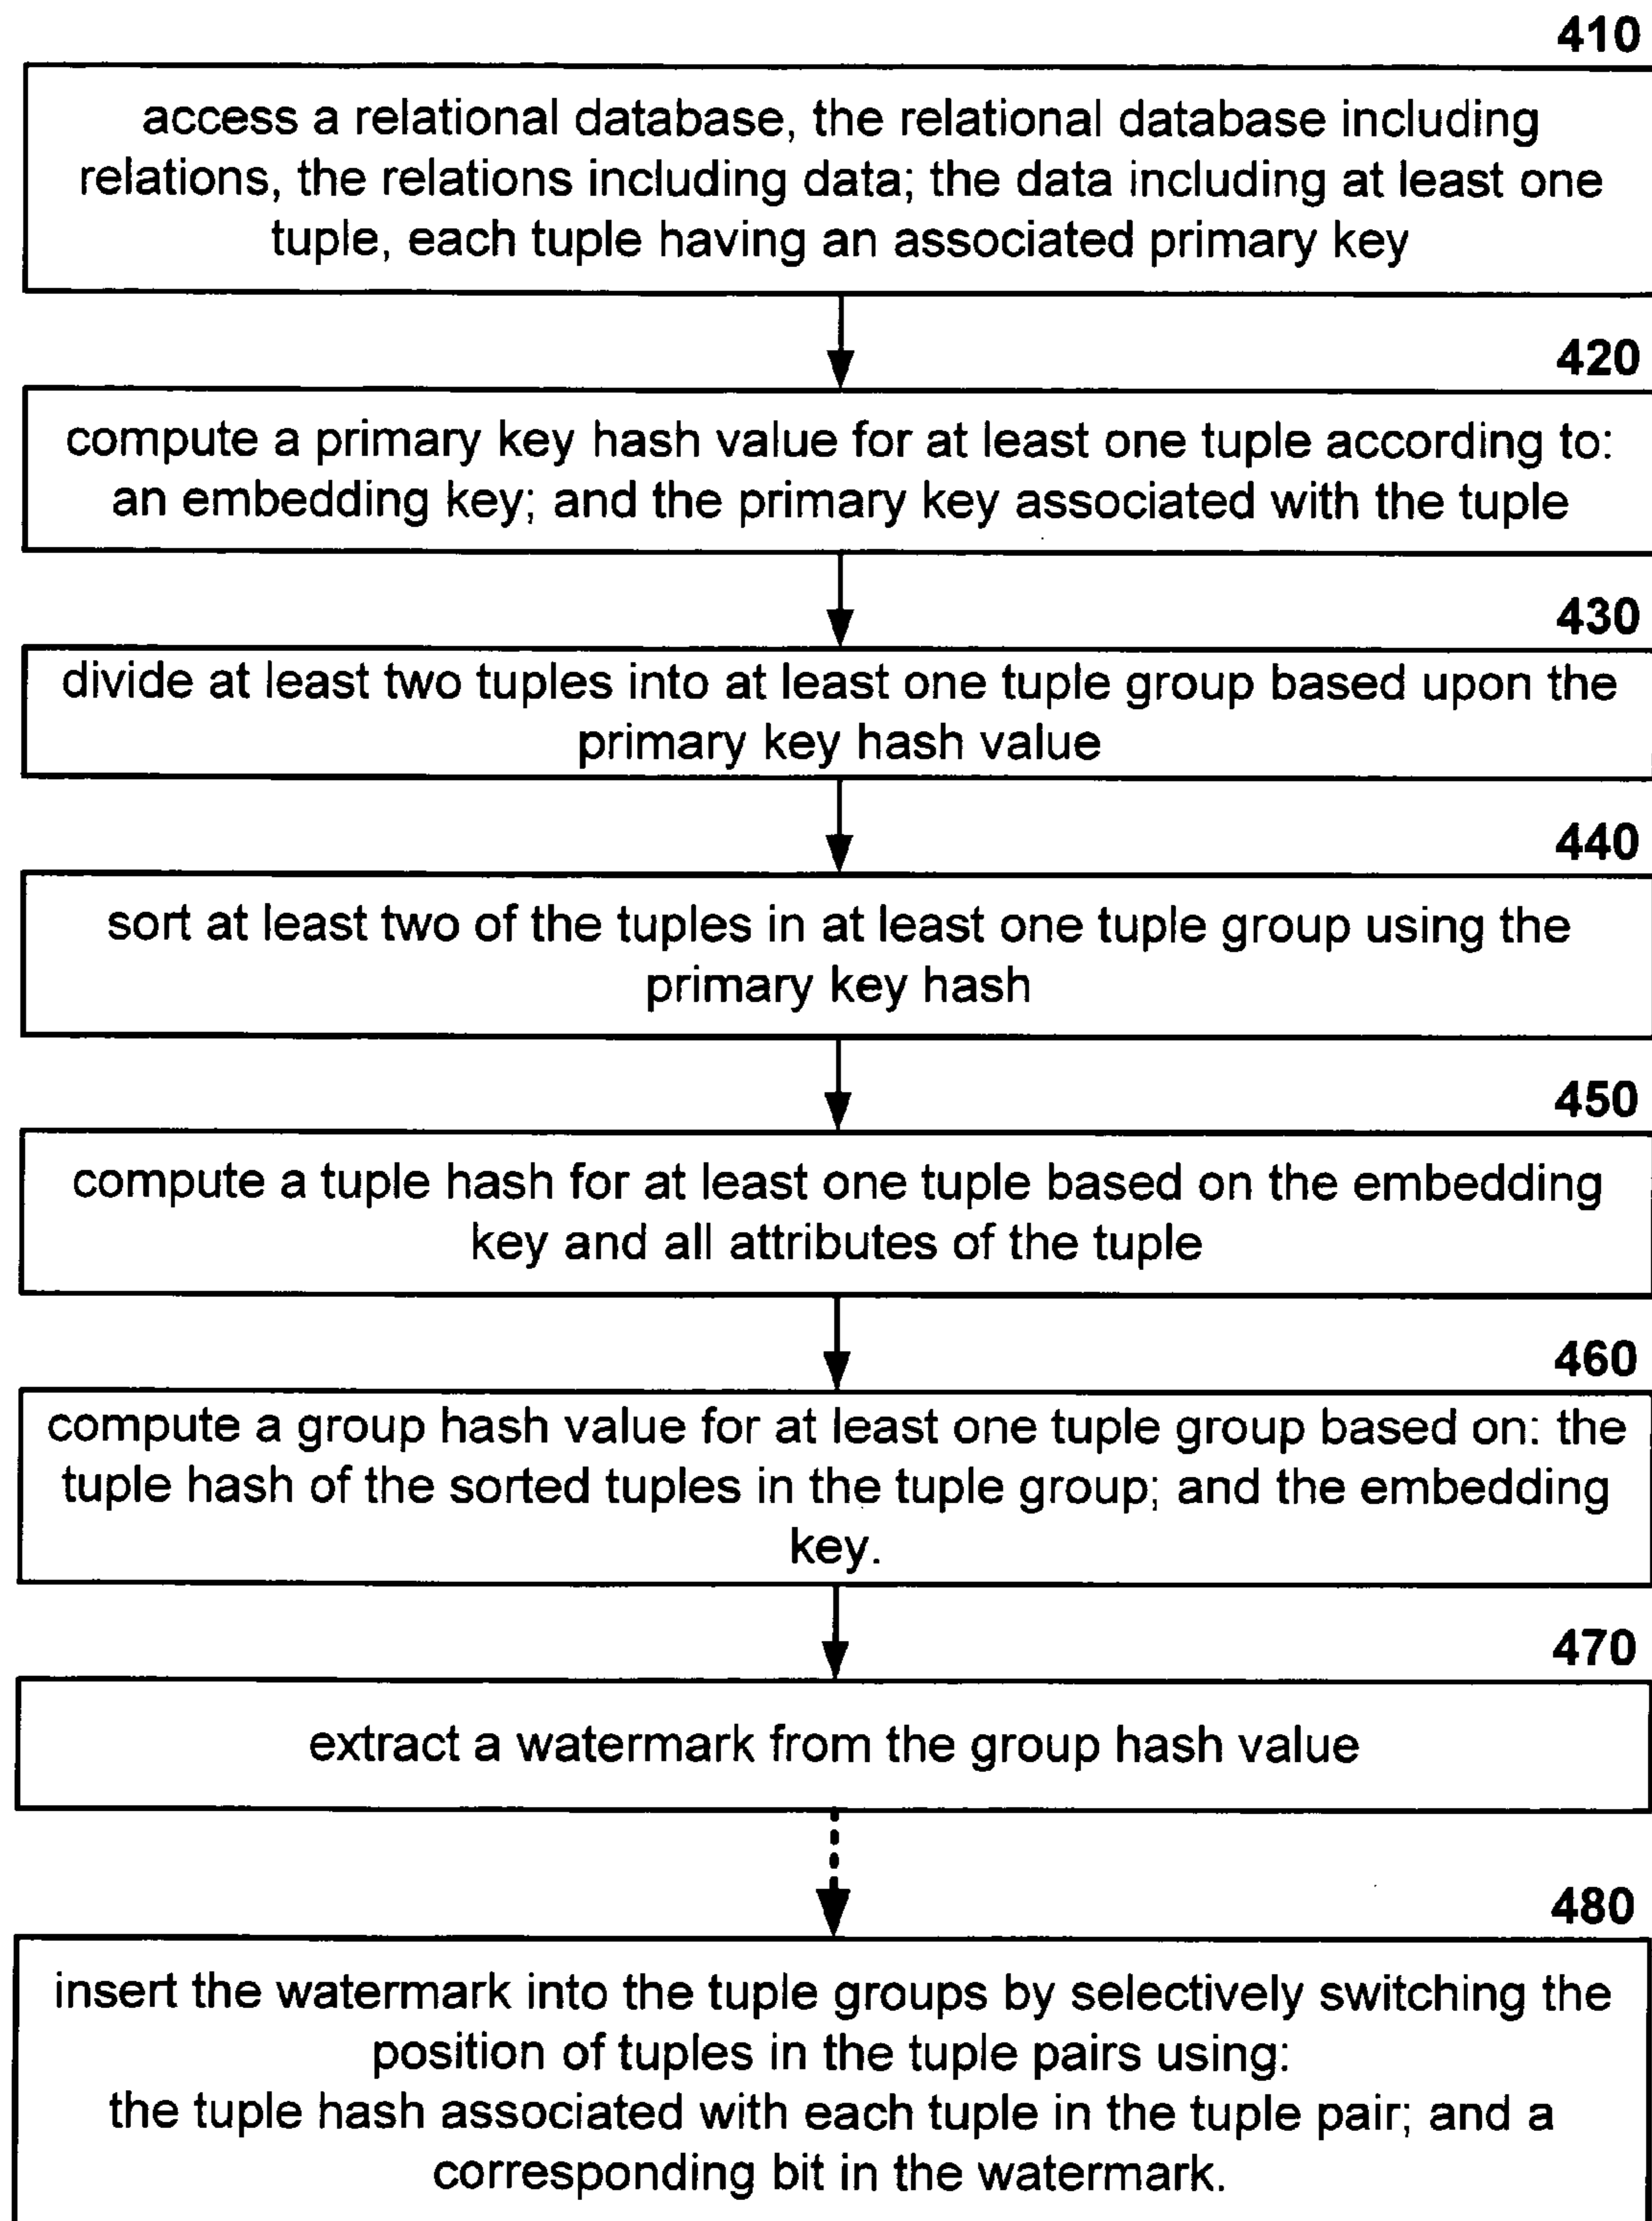 410
access a relational database, the relational database including
relations, the relations including data; the data including at least one
tuple, each tuple having an associated primary key
420
compute a primary key hash value for at least one tuple according to:
an embedding key; and the primary key associated with the tuple
430
divide at least two tuples into at least one tuple group based upon the
primary key hash value
440
sort at least two of the tuples in at least one tuple group using the
primary key hash
450
compute a tuple hash for at least one tuple based on the embedding
key and all attributes of the tuple
460
compute a group hash value for at least one tuple group based on: the
tuple hash of the sorted tuples in the tuple group; and the embedding
key.
470
extract a watermark from the group hash value
480
insert the watermark into the tuple groups by selectively switching the
position of tuples in the tuple pairs using:
the tuple hash associated with each tuple in the tuple pair; and a
corresponding bit in the watermark.